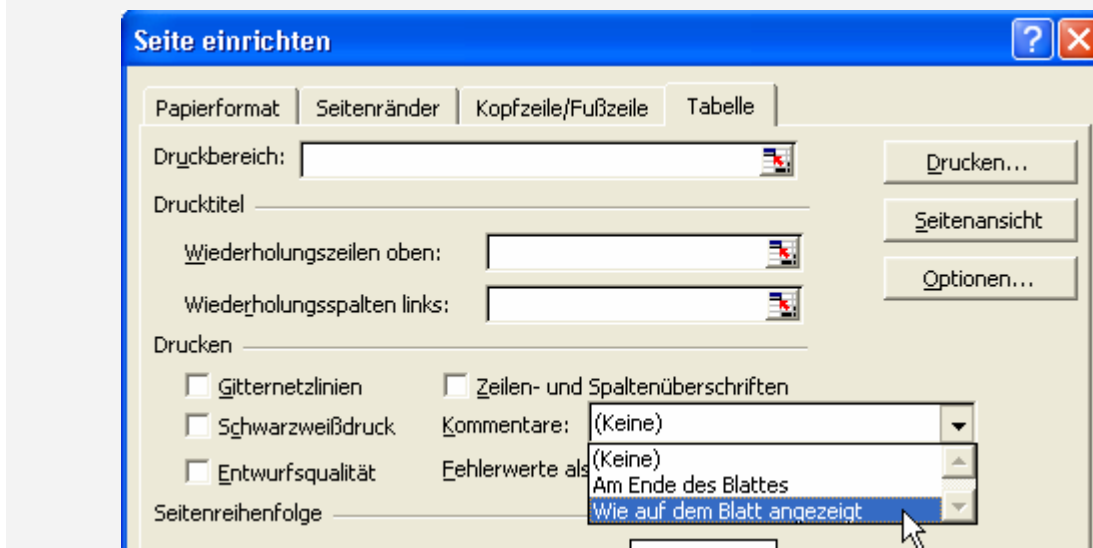 Seite einrichten
Papierformat Seitenränder Kopfzeile/Fußzeile Tabelle
Druckbereich: Drucken...
Drucktitel
Seitenansicht
Wiederholungszeilen oben:
Optionen...
Wiederholungsspalten links:
Drucken
Gitternetzlinien Zeilen- und Spaltenüberschriften
Schwarzweißdruck Kommentare: (Keine)
(Keine)
Entwurfsqualität Fehlerwerte als
Am Ende des Blattes
Wie auf dem Blatt angezeigt
Seitenreihenfolge